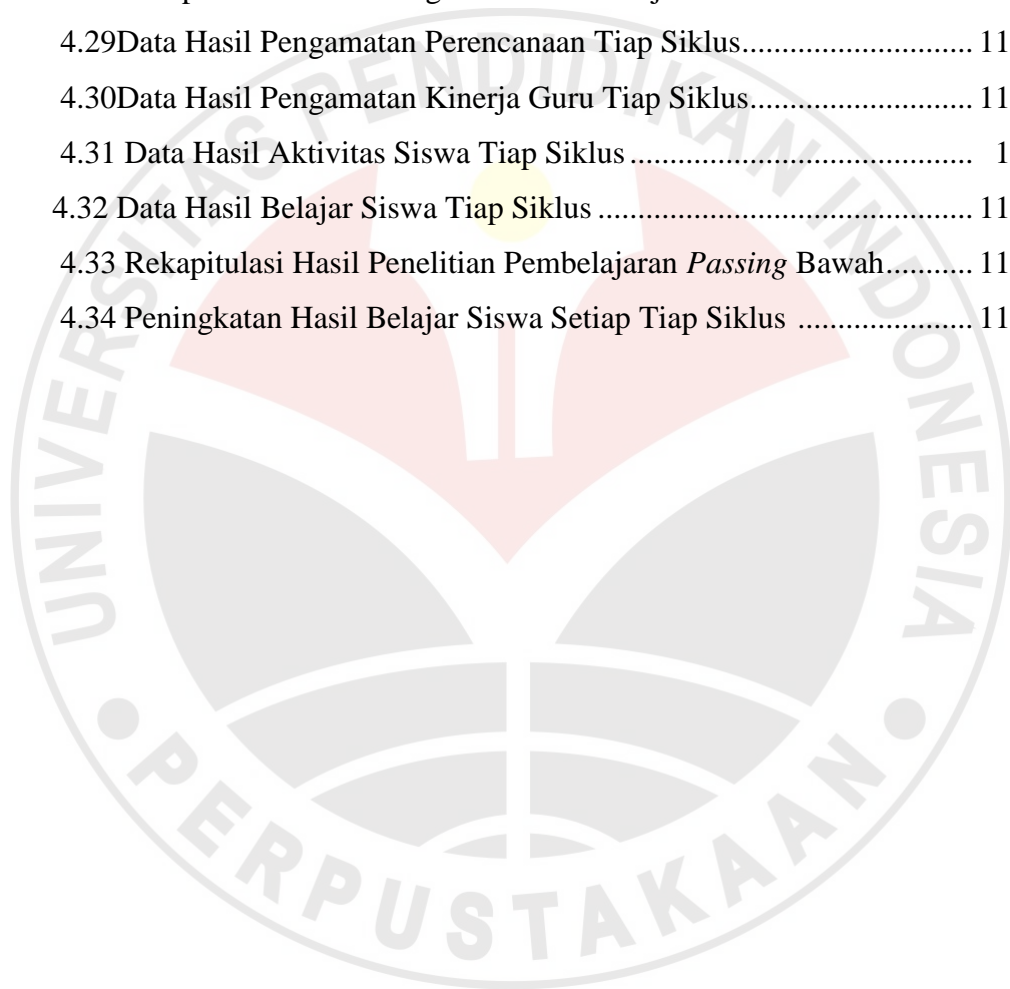 4.29Data Hasil Pengamatan Perencanaan Tiap Siklus............................ 11
4.30Data Hasil Pengamatan Kinerja Guru Tiap Siklus........................... 11
4.31 Data Hasil Aktivitas Siswa Tiap Siklus .......................................... 1
4.32 Data Hasil Belajar Siswa Tiap Siklus .............................................. 11
4.33 Rekapitulasi Hasil Penelitian Pembelajaran Passing Bawah........... 11
4.34 Peningkatan Hasil Belajar Siswa Setiap Tiap Siklus ..................... 11
UNIVERSITAS PENDIDIKAN INDONESIA
PERPUSTAKAAN